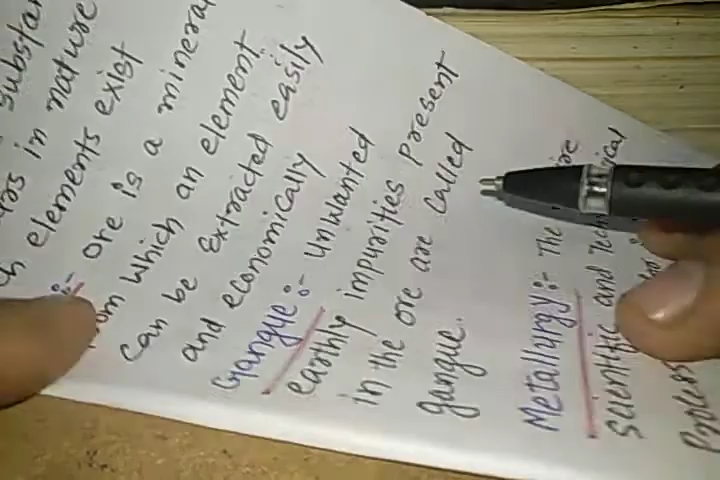 substan
in nature
elements exist
:- ore is a mineral
from which an element
can be extracted easily
and economically
Gangue:- Unwanted
earthly impurities present
in the ore are called
gangue.
Metallurgy:- The
scientific and